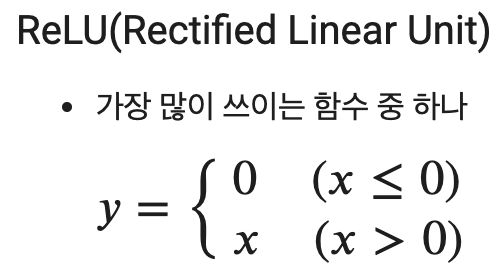 ReLU(Rectified Linear Unit)
• 가장 많이 쓰이는 함수 중 하나
y = { 0 (x ≤ 0)
x (x > 0)